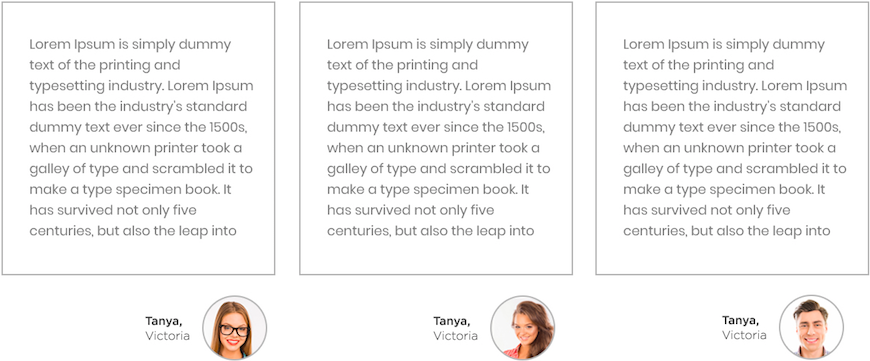 Lorem Ipsum is simply dummy
text of the printing and
typesetting industry. Lorem Ipsum
has been the industry's standard
dummy text ever since the 1500s,
when an unknown printer took a
galley of type and scrambled it to
make a type specimen book. It
has survived not only five
centuries, but also the leap into
Tanya,
Victoria
Lorem Ipsum is simply dummy
text of the printing and
typesetting industry. Lorem Ipsum
has been the industry's standard
dummy text ever since the 1500s,
when an unknown printer took a
galley of type and scrambled it to
make a type specimen book. It
has survived not only five
centuries, but also the leap into
Tanya,
Victoria
Lorem Ipsum is simply dummy
text of the printing and
typesetting industry. Lorem Ipsum
has been the industry's standard
dummy text ever since the 1500s,
when an unknown printer took a
galley of type and scrambled it to
make a type specimen book. It
has survived not only five
centuries, but also the leap into
Tanya,
Victoria